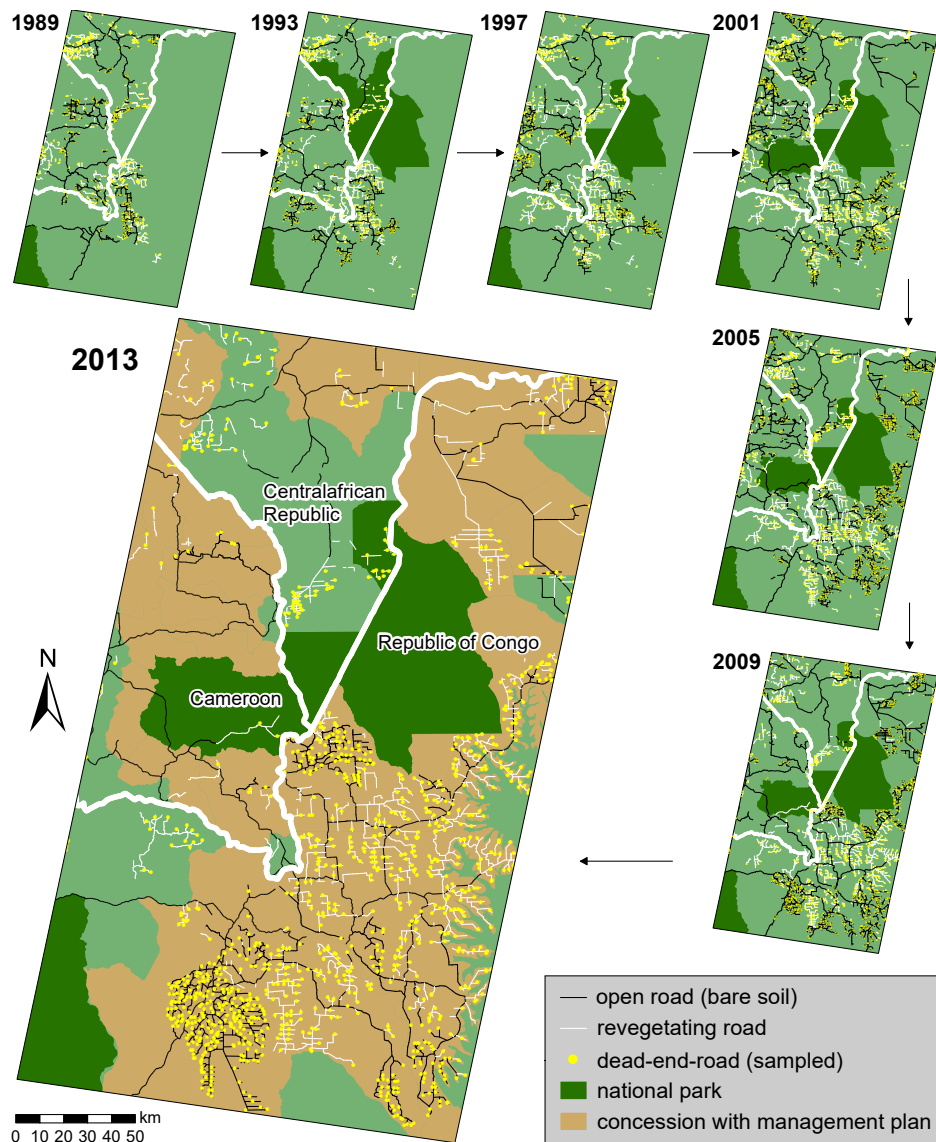 1989
1993
1997
2001
2005
2013
Centralafrican
Republic
Republic of Congo
N
Cameroon
2009
open road (bare soil)
revegetating road
dead-end-road (sampled)
national park
concession with management plan
km
0 10 20 30 40 50